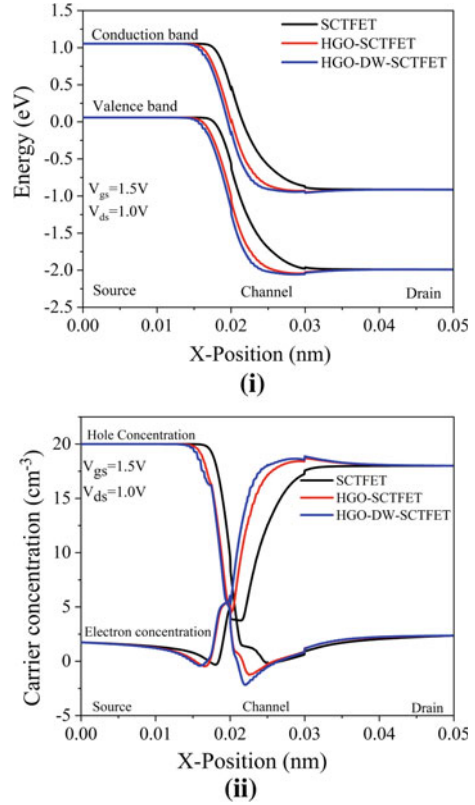 1.5
1.0
0.5
0.0
-0.5
-1.0
-1.5
-2.0
-2.5
Energy (eV)
Conduction band
Valence band
SCTFET
HGO-SCTFET
HGO-DW-SCTFET
Vgs=1.5V
Vds=1.0V
Source Channel Drain
0.00 0.01 0.02 0.03 0.04 0.05
X-Position (nm)
(i)
20
15
10
5
0
-5
Carrier concentration (cm-3)
Hole Concentration
Vgs=1.5V
Vds=1.0V
SCTFET
HGO-SCTFET
HGO-DW-SCTFET
Electron concentration
Source Channel Drain
0.00 0.01 0.02 0.03 0.04 0.05
X-Position (nm)
(ii)